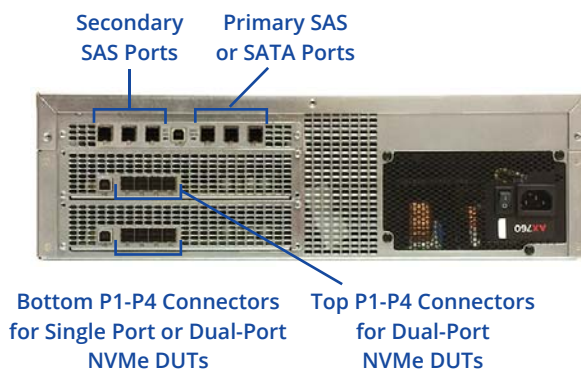 Secondary
SAS Ports
Primary SAS
or SATA Ports
AX760
Bottom P1-P4 Connectors
for Single Port or Dual-Port
NVMe DUTs
Top P1-P4 Connectors
for Dual-Port
NVMe DUTs